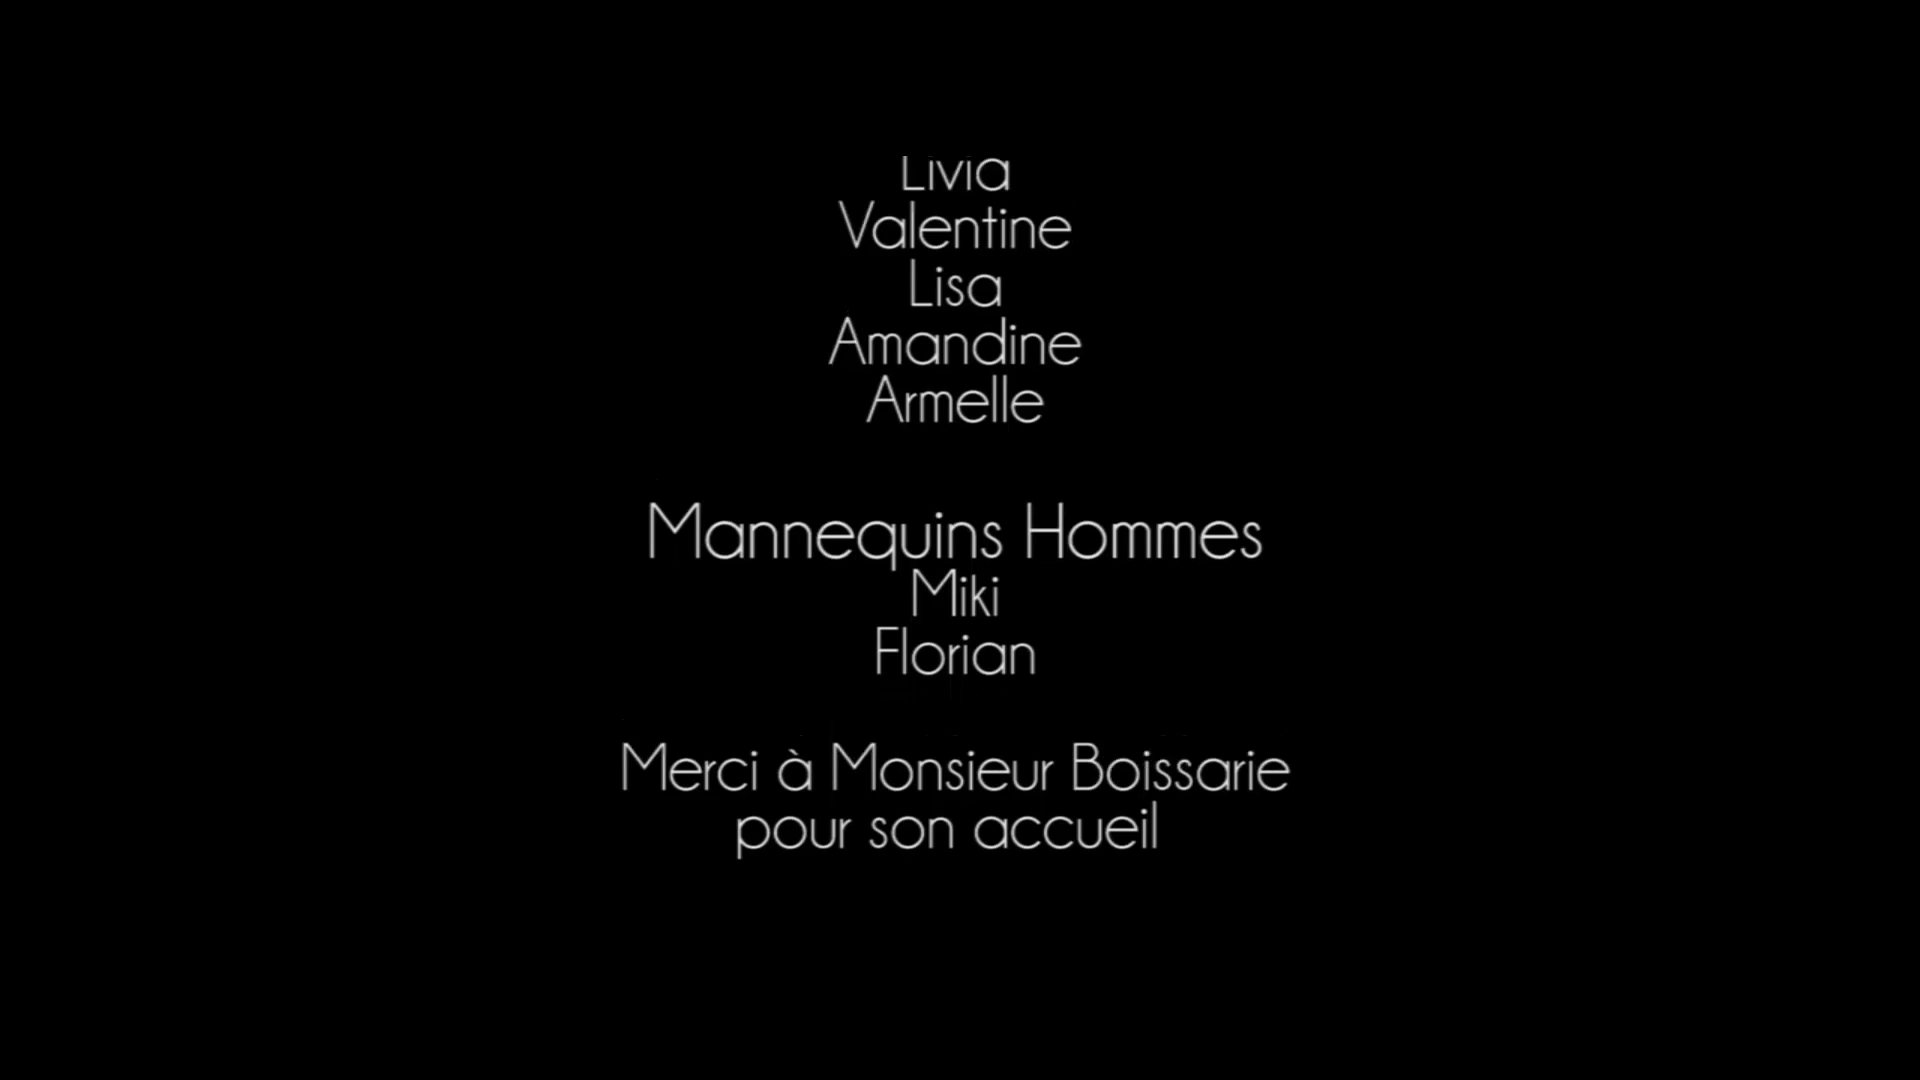 Livia
Valentine
Lisa
Amandine
Armelle
Mannequins Hommes
Miki
Florian
Merci à Monsieur Boissarie
pour son accueil